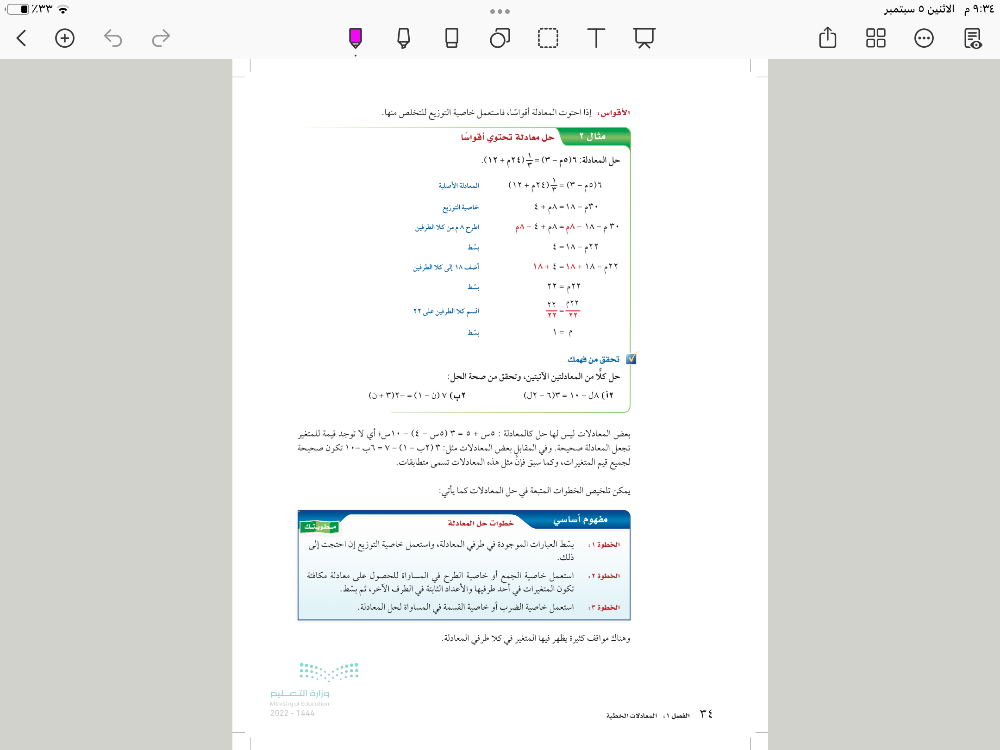 ٩:٣٤ م الاثنين ٥ سبتمبر
٣٣٪
الأقواس: إذا احتوت المعادلة أقواسًا، فاستعمل خاصية التوزيع للتخلص منها.
مثال ٢ حل معادلة تحتوي أقواسًا
حل المعادلة: ٦(٥م – ٣) = ١/٣ (٢٤م + ١٢).
٦(٥م – ٣) = ١/٣ (٢٤م + ١٢) المعادلة الأصلية
٣٠م – ١٨ = ٨م + ٤ خاصية التوزيع
٣٠ م – ١٨ – ٨م = ٨م + ٤ – ٨م اطرح ٨ م من كلا الطرفين
٢٢م – ١٨ = ٤ بسّط
٢٢م – ١٨ + ١٨ = ٤ + ١٨ أضف ١٨ إلى كلا الطرفين
٢٢م = ٢٢ بسّط
٢٢م/٢٢ = ٢٢/٢٢ اقسم كلا الطرفين على ٢٢
م = ١ بسّط
تحقق من فهمك
حل كلًّا من المعادلتين الآتيتين، وتحقق من صحة الحل:
٢أ) ٨ل – ١٠ = ٣(٦ – ٢ل) ٢ب) ٧ (ن – ١) = –٢(٣ + ن)
بعض المعادلات ليس لها حل كالمعادلة : ٥س + ٥ = ٣ (٥س – ٤) – ١٠س؛ أي لا توجد قيمة للمتغير
تجعل المعادلة صحيحة. وفي المقابل بعض المعادلات مثل: ٣ (٢ب – ١) – ٧ = ٦ب –١٠ تكون صحيحة
لجميع قيم المتغيرات، وكما سبق فإنَّ مثل هذه المعادلات تسمى متطابقات.
يمكن تلخيص الخطوات المتبعة في حل المعادلات كما يأتي:
مفهوم أساسي
خطوات حل المعادلة
مـطويـتـك
الخطوة ١: بسّط العبارات الموجودة في طرفي المعادلة، واستعمل خاصية التوزيع إن احتجت إلى
ذلك.
الخطوة ٢: استعمل خاصية الجمع أو خاصية الطرح في المساواة للحصول على معادلة مكافئة
تكون المتغيرات في أحد طرفيها والأعداد الثابتة في الطرف الآخر، ثم بسّط.
الخطوة ٣: استعمل خاصية الضرب أو خاصية القسمة في المساواة لحل المعادلة.
وهناك مواقف كثيرة يظهر فيها المتغير في كلا طرفي المعادلة.
وزارة التعـليم
Ministry of Education
2022 - 1444
٣٤ الفصل ١: المعادلات الخطية